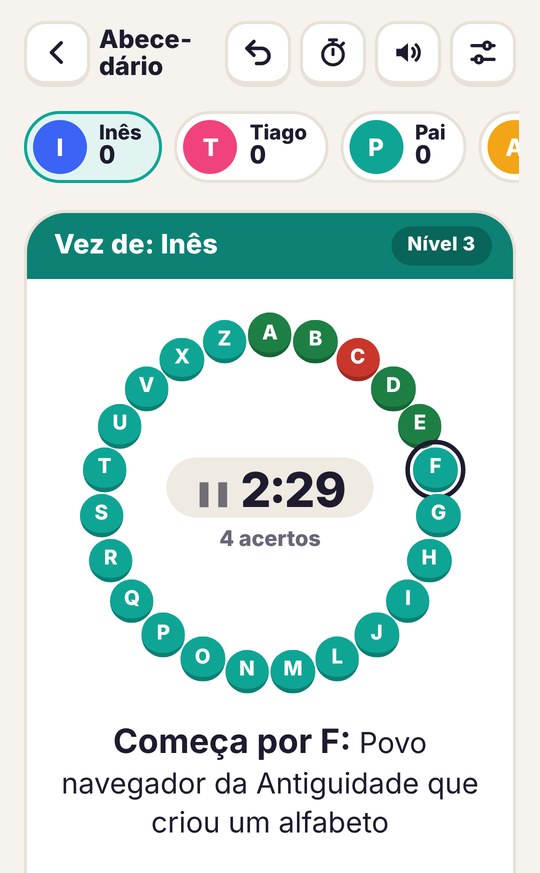 Abece-
dário
I Inês 0
T Tiago 0
P Pai 0
A
Vez de: Inês
Nível 3
A
B
C
D
E
F
G
H
I
J
L
M
N
O
P
Q
R
S
T
U
V
X
Z
2:29
4 acertos
Começa por F: Povo
navegador da Antiguidade que
criou um alfabeto